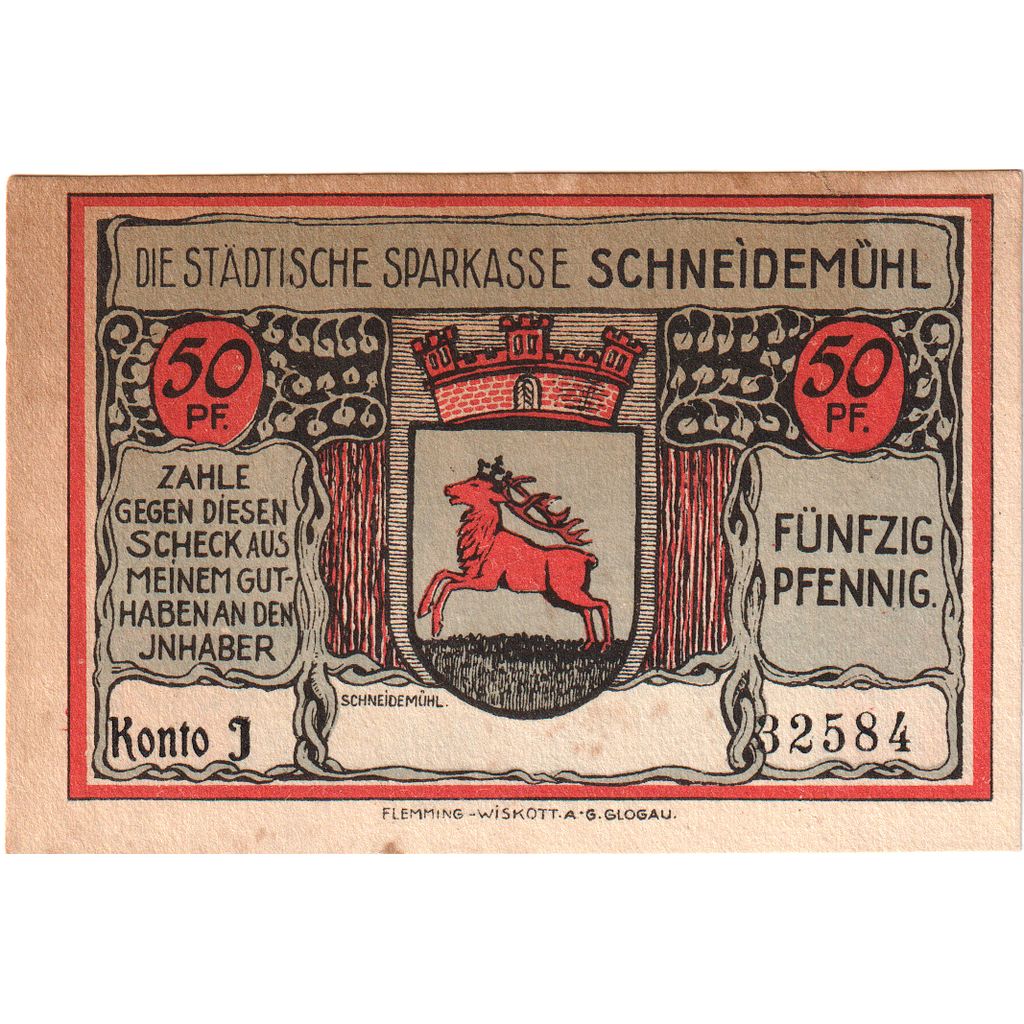 DIE STÄDTISCHE SPARKASSE SCHNEIDEMÜHL
50
PF.
50
PF.
ZAHLE
GEGEN DIESEN
SCHECK AUS
MEINEM GUT-
HABEN AN DEN
JNHABER
FÜNFZIG
PFENNIG.
SCHNEIDEMÜHL.
Konto J
32584
FLEMMING-WISKOTT·A·G·GLOGAU.